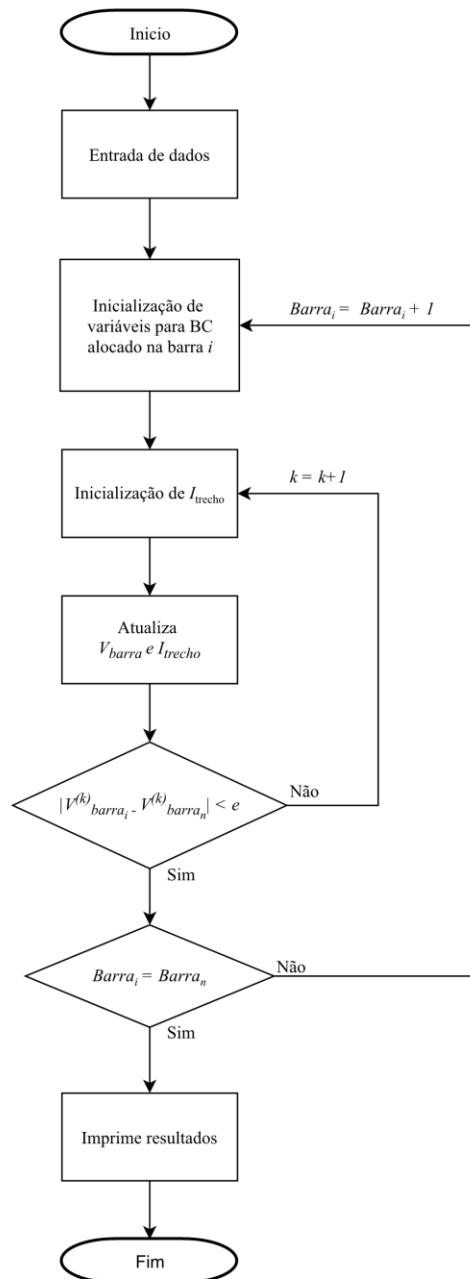 Inicio
Entrada de dados
Inicialização de
variáveis para BC
alocado na barra i
Barra_i = Barra_i + 1
Inicialização de I_trecho
k = k+1
Atualiza
V_barra e I_trecho
|V^(k)_barra_i - V^(k)_barra_n| < e
Não
Sim
Barra_i = Barra_n
Não
Sim
Imprime resultados
Fim